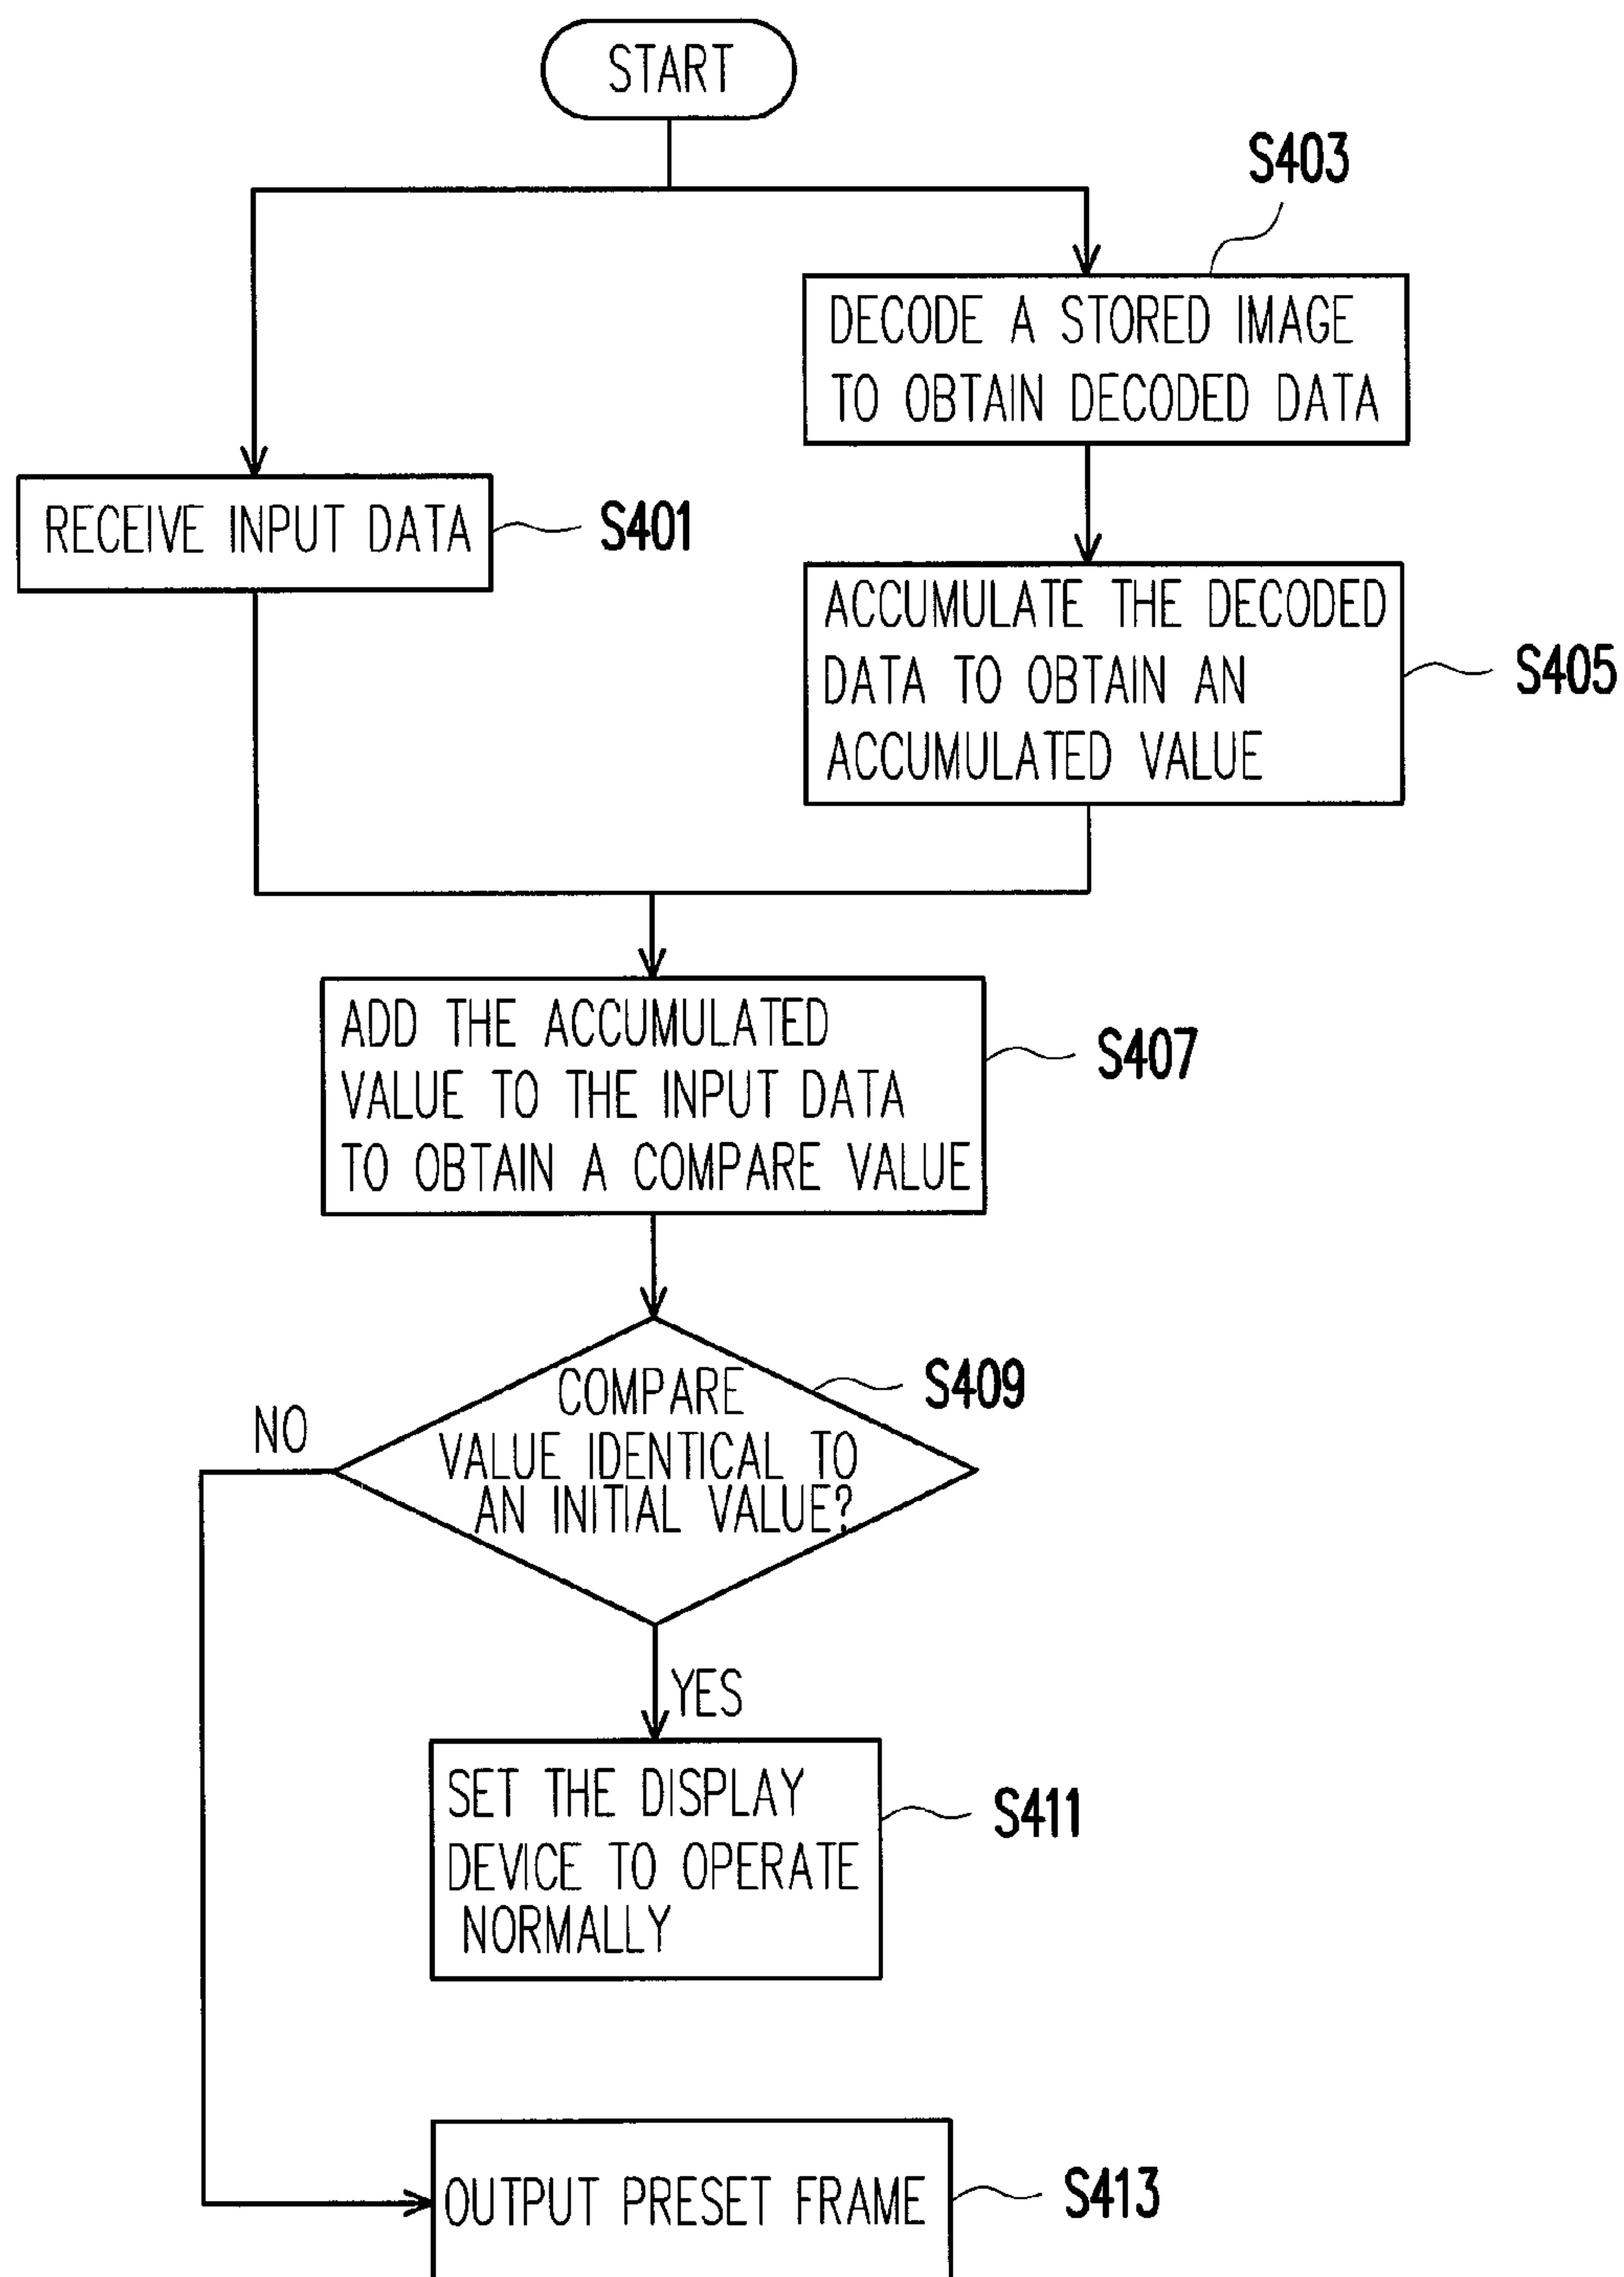 START
S403
DECODE A STORED IMAGE
TO OBTAIN DECODED DATA
RECEIVE INPUT DATA
S401
ACCUMULATE THE DECODED
DATA TO OBTAIN AN
ACCUMULATED VALUE
S405
ADD THE ACCUMULATED
VALUE TO THE INPUT DATA
TO OBTAIN A COMPARE VALUE
S407
COMPARE
VALUE IDENTICAL TO
AN INITIAL VALUE?
S409
NO
YES
SET THE DISPLAY
DEVICE TO OPERATE
NORMALLY
S411
OUTPUT PRESET FRAME
S413